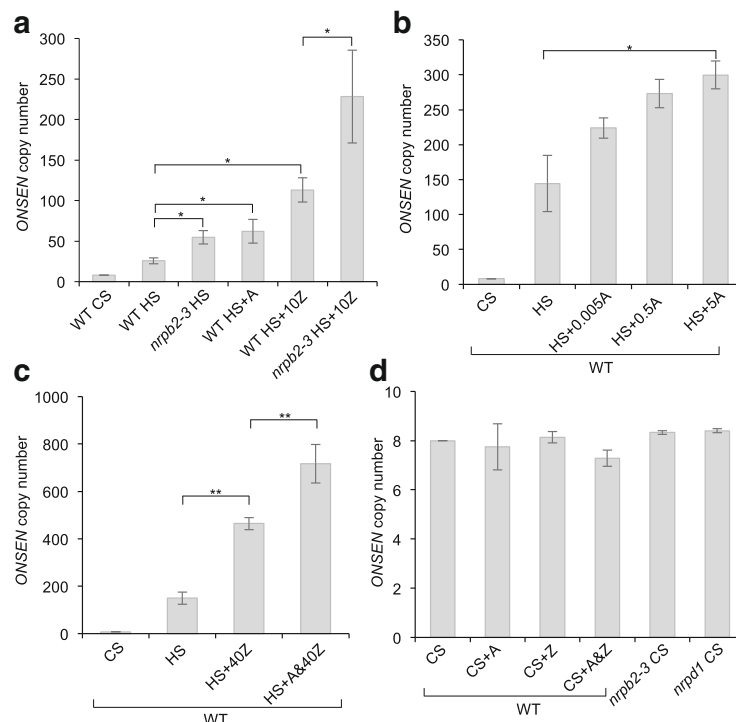 a
ONSEN copy number
300
250
200
150
100
50
0
*
*
*
*
WT CS
WT HS
nrpb2-3 HS
WT HS+A
WT HS+10Z
nrpb2-3 HS+10Z
b
ONSEN copy number
350
300
250
200
150
100
50
0
*
CS
HS
HS+0.005A
HS+0.5A
HS+5A
WT
c
ONSEN copy number
1000
800
600
400
200
0
**
**
CS
HS
HS+40Z
HS+A&40Z
WT
d
ONSEN copy number
10
8
6
4
2
0
CS
CS+A
CS+Z
CS+A&Z
nrpb2-3 CS
nrpd1 CS
WT